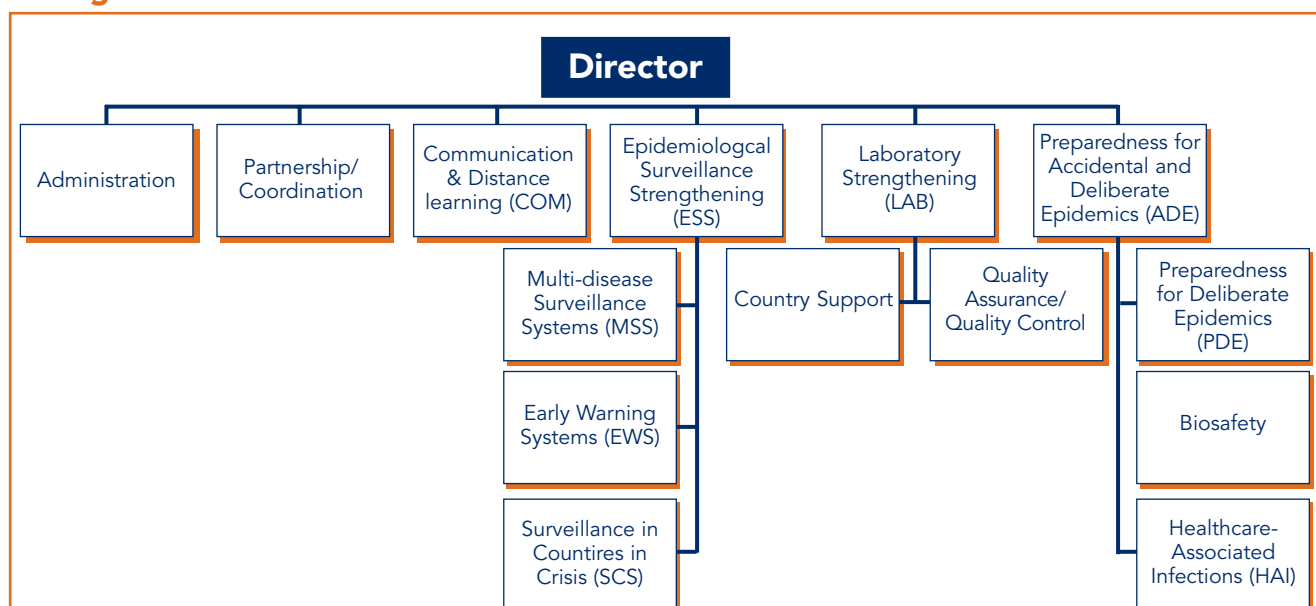 Director
Administration
Partnership/
Coordination
Communication
& Distance
learning (COM)
Epidemiologcal
Surveillance
Strengthening
(ESS)
Laboratory
Strengthening
(LAB)
Preparedness for
Accidental and
Deliberate
Epidemics (ADE)
Multi-disease
Surveillance
Systems (MSS)
Early Warning
Systems (EWS)
Surveillance in
Countires in
Crisis (SCS)
Country Support
Quality
Assurance/
Quality Control
Preparedness
for Deliberate
Epidemics
(PDE)
Biosafety
Healthcare-
Associated
Infections (HAI)